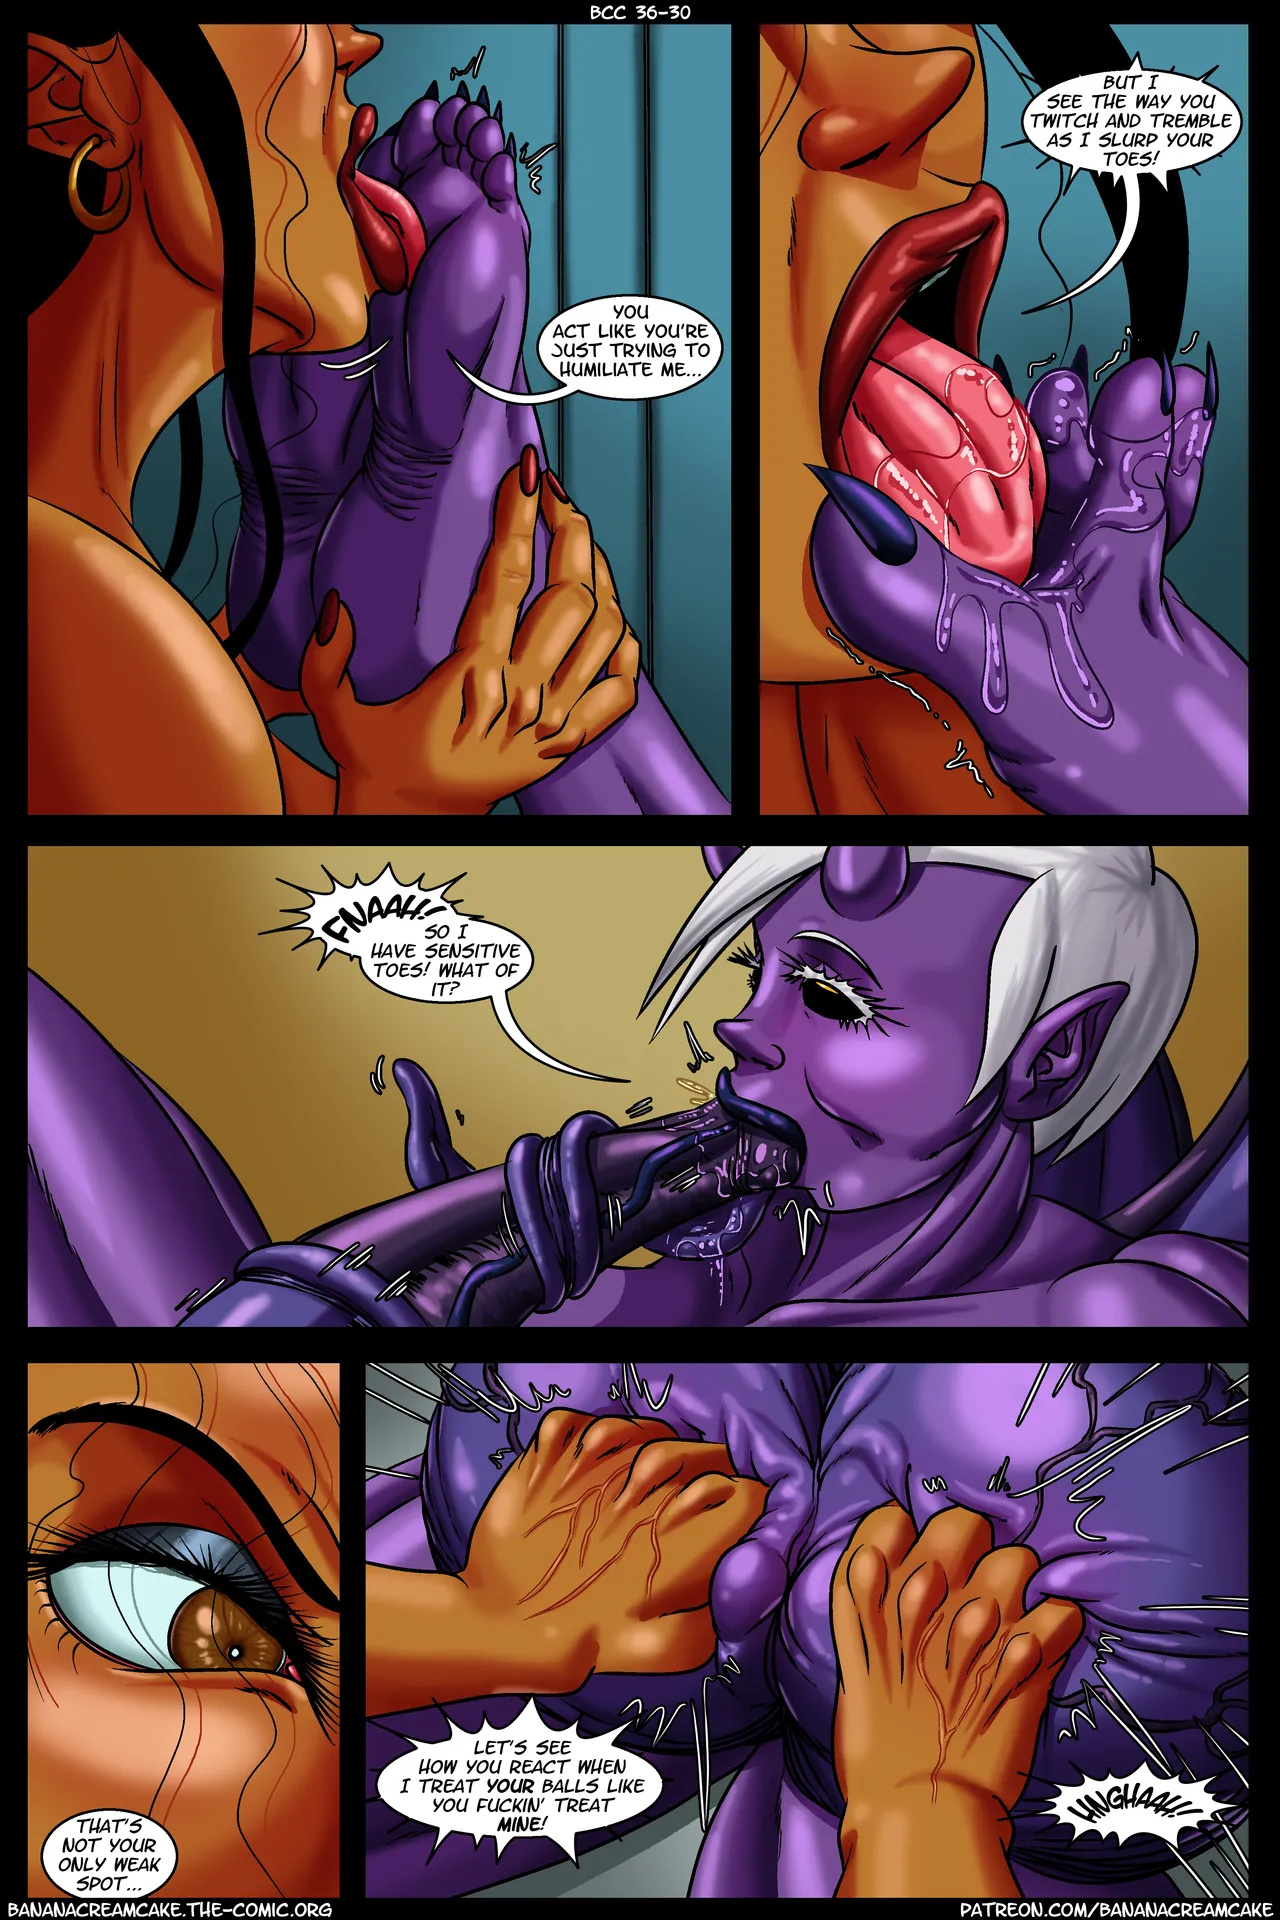 BCC 36-30
YOU
ACT LIKE YOU'RE
JUST TRYING TO
HUMILIATE ME...
BUT I
SEE THE WAY YOU
TWITCH AND TREMBLE
AS I SLURP YOUR
TOES!
FNAAH!!
SO I
HAVE SENSITIVE
TOES! WHAT OF
IT?
THAT'S
NOT YOUR
ONLY WEAK
SPOT...
LET'S SEE
HOW YOU REACT WHEN
I TREAT YOUR BALLS LIKE
YOU FUCKIN' TREAT
MINE!
UNGHAAH!!
BANANACREAMCAKE.THE-COMIC.ORG
PATREON.COM/BANANACREAMCAKE